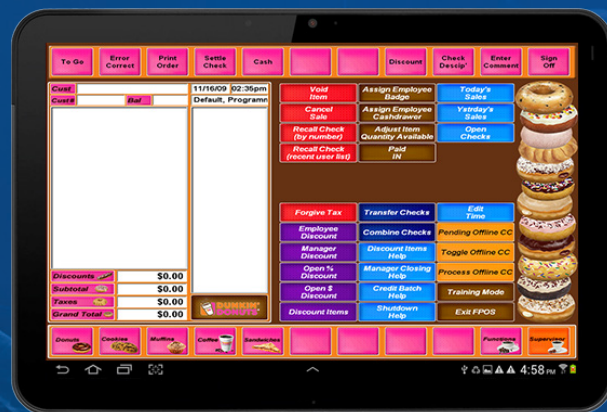 To Go
Error
Correct
Print
Order
Settle
Check
Cash
Discount
Check
Descip'
Enter
Comment
Sign
Off
Cust
11/16/09 02:35pm
Cust#
Bal
Default, Programm
Void
Item
Assign Employee
Badge
Today's
Sales
Cancel
Sale
Assign Employee
Cashdrawer
Ystrday's
Sales
Recall Check
(by number)
Adjust Item
Quantity Available
Open
Checks
Recall Check
(recent user list)
Paid
IN
Forgive Tax
Transfer Checks
Edit
Time
Employee
Discount
Combine Checks
Pending Offline CC
Manager
Discount
Discount Items
Help
Toggle Offline CC
Open %
Discount
Manager Closing
Help
Process Offline CC
Open $
Discount
Credit Batch
Help
Training Mode
Discount Items
Shutdown
Help
Exit FPOS
Discounts $0.00
Subtotal $0.00
Taxes $0.00
Grand Total $0.00
DUNKIN'
DONUTS
Donuts
Cookies
Muffins
Coffee
Sandwiches
Functions
Supervisor
4:58 PM